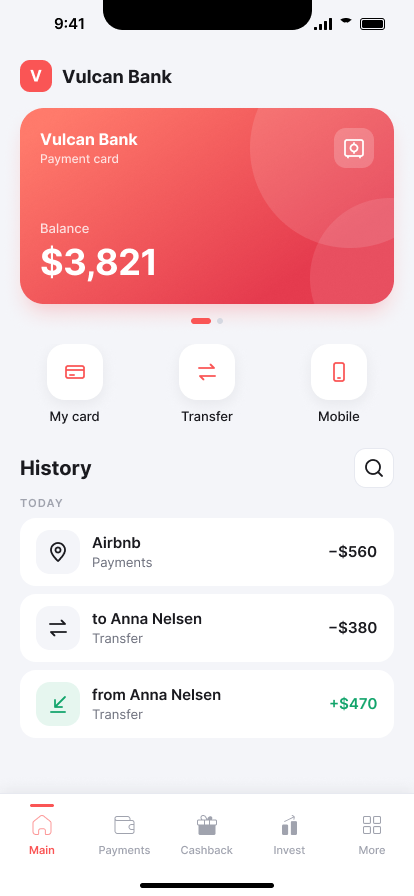 9:41
V Vulcan Bank
Vulcan Bank
Payment card
Balance
$3,821
My card Transfer Mobile
History
TODAY
Airbnb
Payments
−$560
to Anna Nelsen
Transfer
−$380
from Anna Nelsen
Transfer
+$470
Main Payments Cashback Invest More